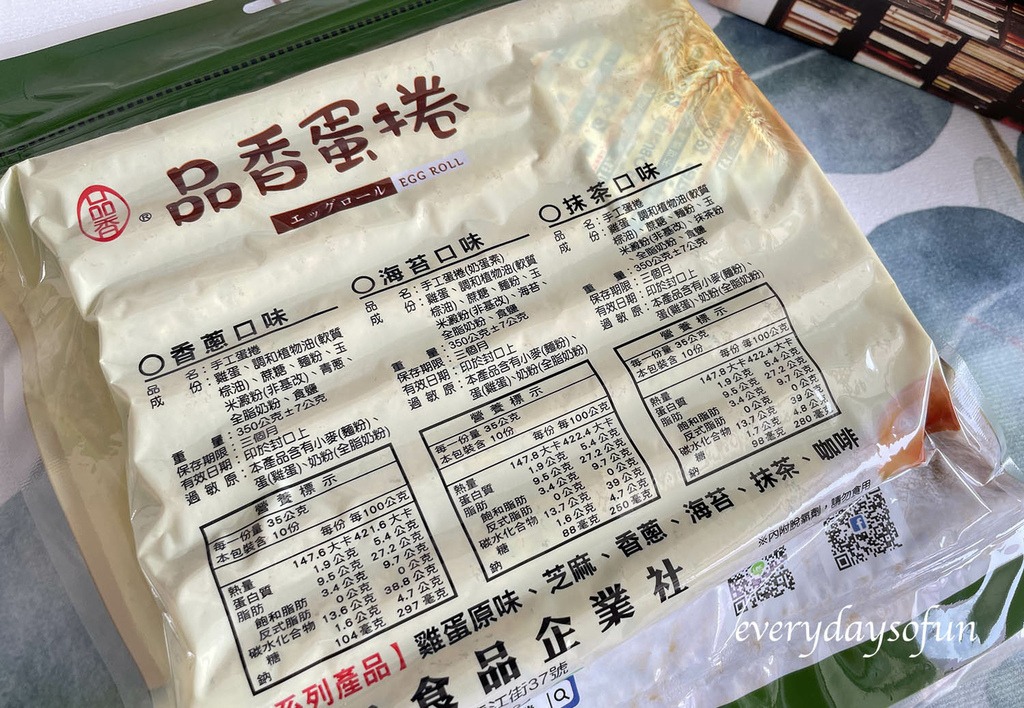 品香蛋捲
品香
®
エッグロール
EGG ROLL
香蔥口味
品 名：手工蛋捲
成 份：雞蛋、調和植物油(軟質
棕油)、蔗糖、麵粉、玉
米澱粉(非基改)、青蔥、
全脂奶粉、食鹽
重 量：350公克±7公克
保存期限：三個月
有效日期：印於封口上
過 敏 原：本產品含有小麥(麵粉)、
蛋(雞蛋)、奶粉(全脂奶粉)
營 養 標 示
每一份量 35公克
本包裝含 10份
每份 每100公克
熱量 147.6 大卡 421.6 大卡
蛋白質 1.9 公克 5.4 公克
脂肪 9.5 公克 27.2 公克
飽和脂肪 3.4 公克 9.7 公克
反式脂肪 0 公克 0 公克
碳水化合物 13.6 公克 38.8 公克
糖 1.6 公克 4.7 公克
鈉 104 毫克 297 毫克
海苔口味
品 名：手工蛋捲(奶蛋素)
成 份：雞蛋、調和植物油(軟質
棕油)、蔗糖、麵粉、玉
米澱粉(非基改)、海苔、
全脂奶粉、食鹽
重 量：350公克±7公克
保存期限：三個月
有效日期：印於封口上
過 敏 原：本產品含有小麥(麵粉)、
蛋(雞蛋)、奶粉(全脂奶粉)
營 養 標 示
每一份量 35公克
本包裝含 10份
每份 每100公克
熱量 147.8 大卡 422.4 大卡
蛋白質 1.9 公克 5.4 公克
脂肪 9.6 公克 27.2 公克
飽和脂肪 3.4 公克 9.7 公克
反式脂肪 0 公克 0 公克
碳水化合物 13.7 公克 39 公克
糖 1.6 公克 4.7 公克
鈉 88 毫克 250 毫克
抹茶口味
品 名：手工蛋捲
成 份：雞蛋、調和植物油(軟質
棕油)、蔗糖、麵粉、玉
米澱粉(非基改)、抹茶粉
全脂奶粉、食鹽
重 量：350公克±7公克
保存期限：三個月
有效日期：印於封口上
過 敏 原：本產品含有小麥(麵粉)、
蛋(雞蛋)、奶粉(全脂奶粉)
營 養 標 示
每一份量 35公克
本包裝含 10份
每份 每100公克
熱量 147.8 大卡 422.4 大卡
蛋白質 1.9 公克 5.4 公克
脂肪 9.5 公克 27.2 公克
飽和脂肪 3.4 公克 9.7 公克
反式脂肪 0 公克 0 公克
碳水化合物 13.7 公克 39 公克
糖 1.7 公克 4.8 公克
鈉 98 毫克 280 毫克
系列產品】雞蛋原味、芝麻、香蔥、海苔、抹茶、咖啡
※內附脫氧劑，請勿食用
食品企業社
江街37號
everydaysofun